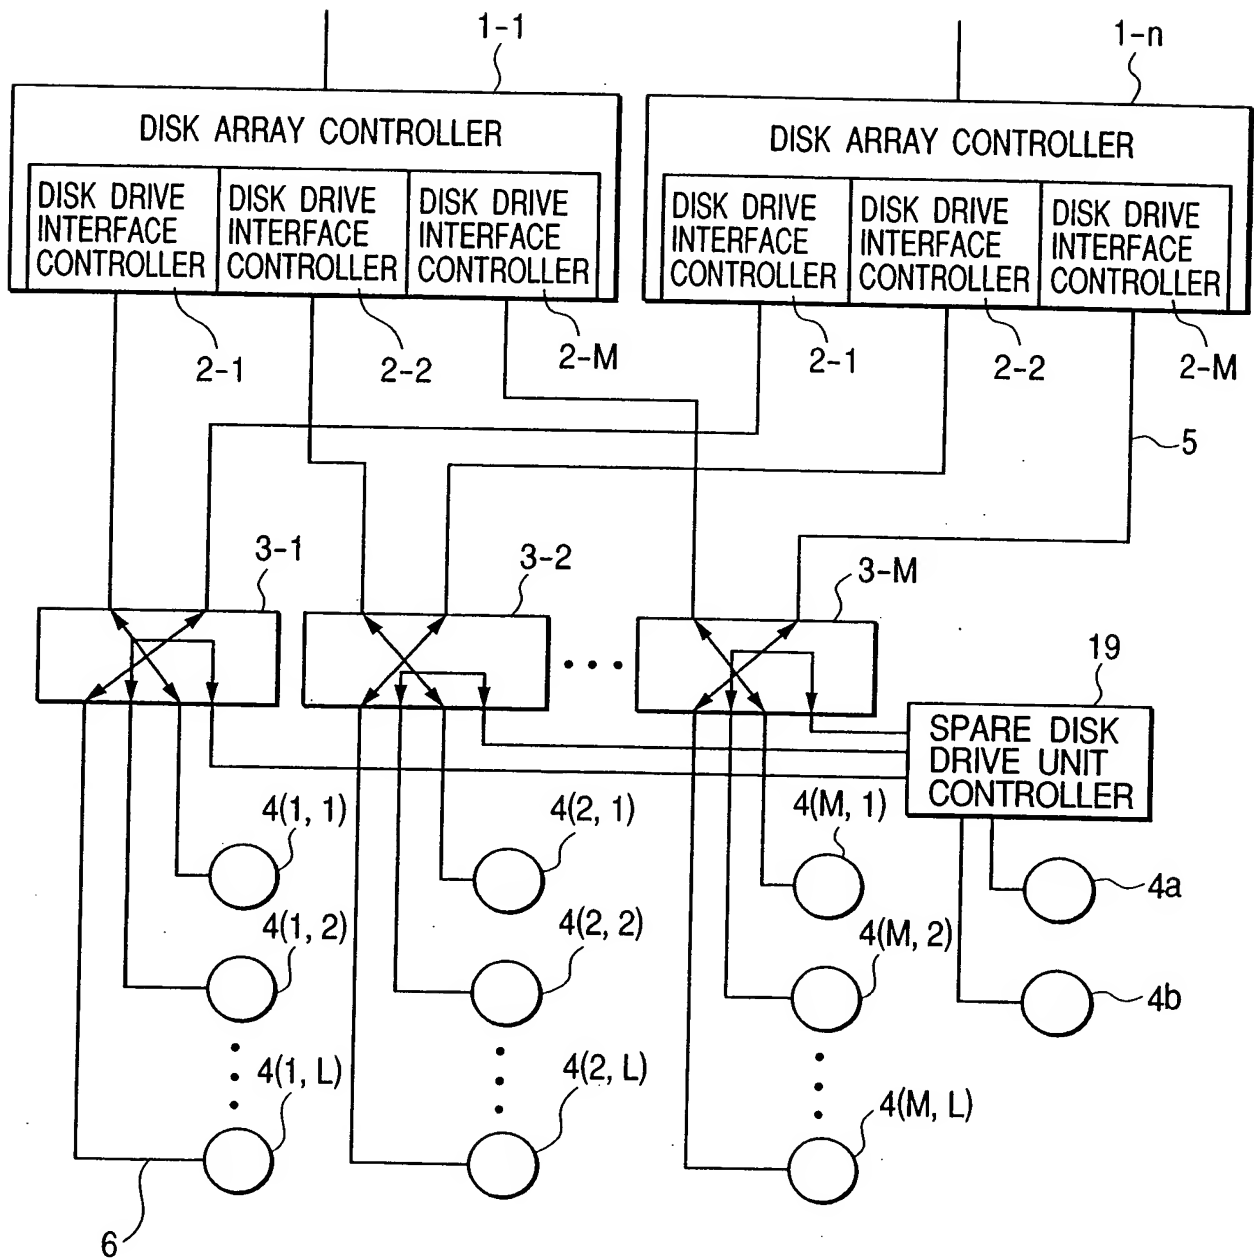 1-1
1-n
DISK ARRAY CONTROLLER
DISK ARRAY CONTROLLER
DISK DRIVE
INTERFACE
CONTROLLER
DISK DRIVE
INTERFACE
CONTROLLER
DISK DRIVE
INTERFACE
CONTROLLER
DISK DRIVE
INTERFACE
CONTROLLER
DISK DRIVE
INTERFACE
CONTROLLER
DISK DRIVE
INTERFACE
CONTROLLER
2-1
2-2
2-M
2-1
2-2
2-M
5
3-1
3-2
3-M
19
SPARE DISK
DRIVE UNIT
CONTROLLER
4(1, 1)
4(2, 1)
4(M, 1)
4a
4(1, 2)
4(2, 2)
4(M, 2)
4b
4(1, L)
4(2, L)
4(M, L)
6